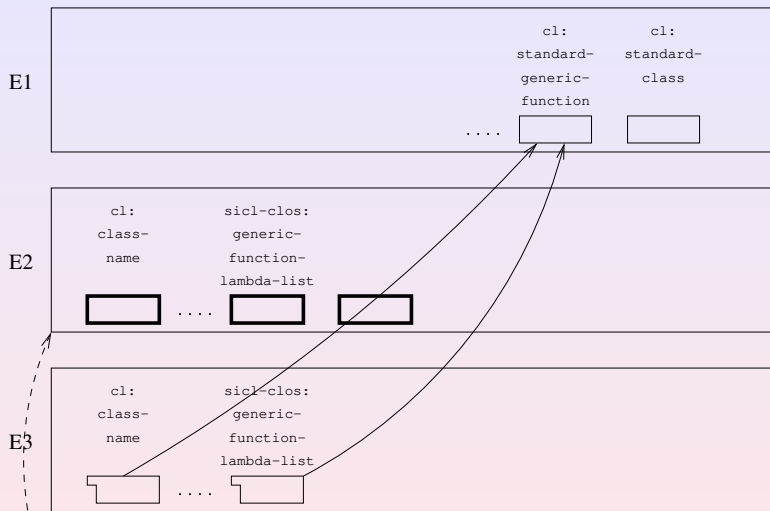 E1
cl:
standard-
generic-
function
cl:
standard-
class
....
E2
cl:
class-
name
sicl-clos:
generic-
function-
lambda-list
....
E3
cl:
class-
name
sicl-clos:
generic-
function-
lambda-list
....